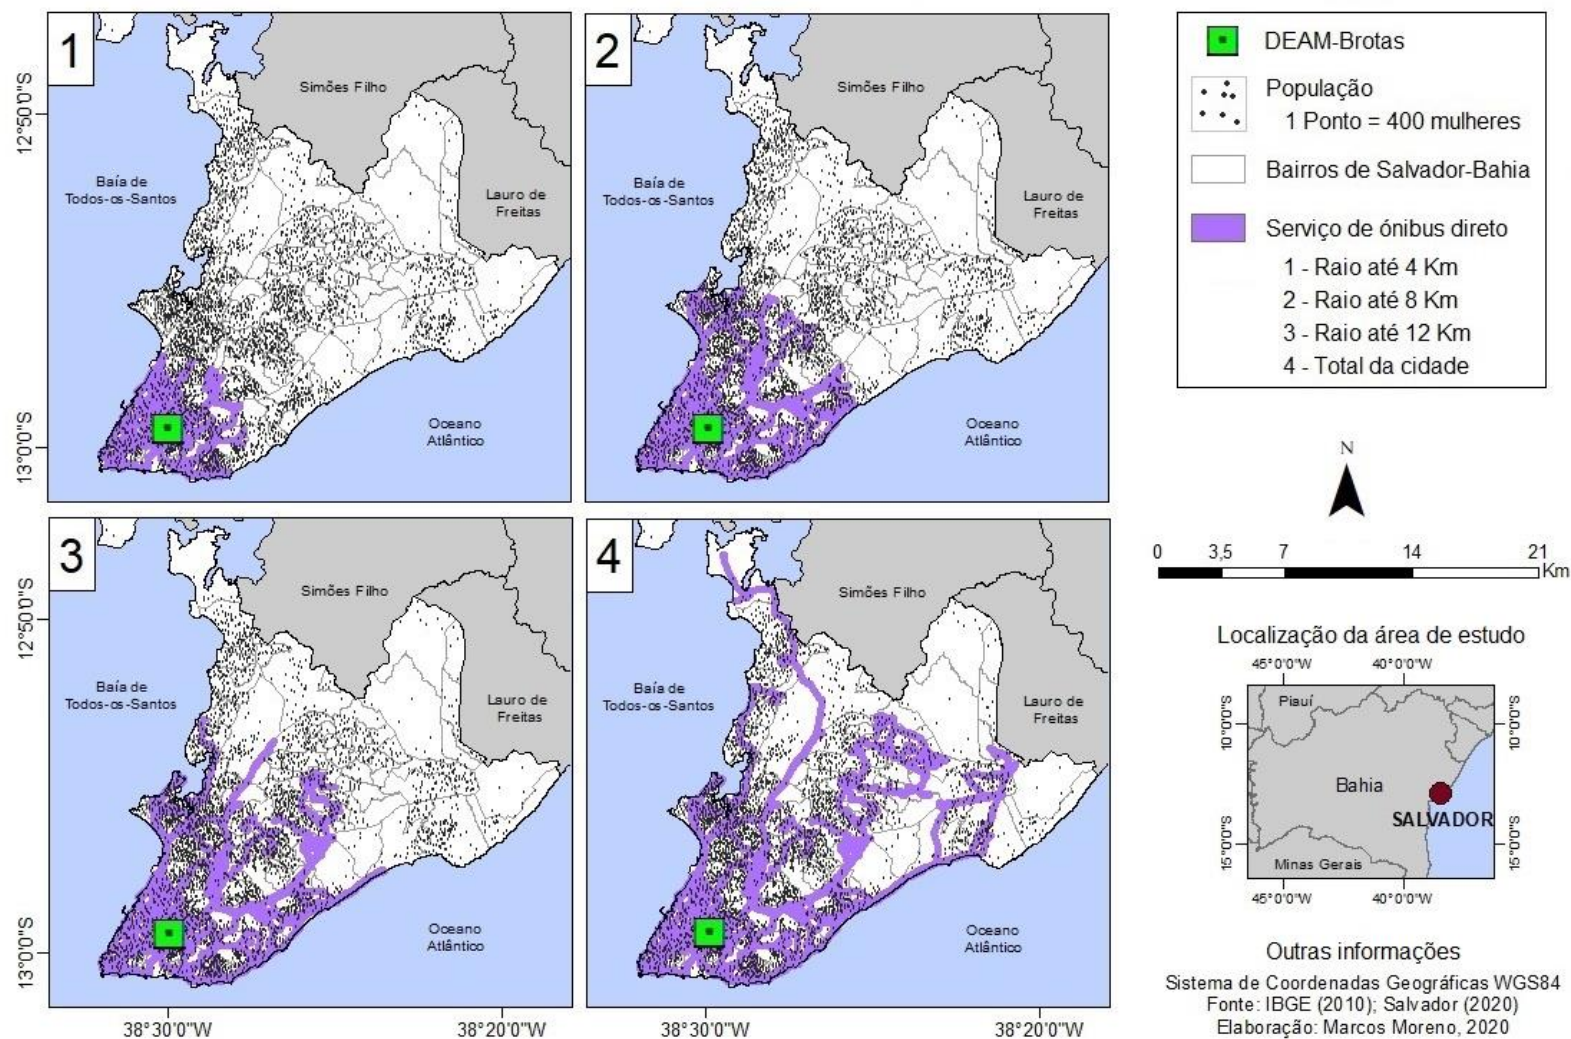 1
Simões Filho
Baía de
Todos-os-Santos
Lauro de
Freitas
Oceano
Atlântico
12°50'0"S
13°0'0"S
2
Simões Filho
Baía de
Todos-os-Santos
Lauro de
Freitas
Oceano
Atlântico
3
Simões Filho
Baía de
Todos-os-Santos
Lauro de
Freitas
Oceano
Atlântico
12°50'0"S
13°0'0"S
38°30'0"W
38°20'0"W
4
Simões Filho
Baía de
Todos-os-Santos
Lauro de
Freitas
Oceano
Atlântico
38°30'0"W
38°20'0"W
DEAM-Brotas
População
1 Ponto = 400 mulheres
Bairros de Salvador-Bahia
Serviço de ónibus direto
1 - Raio até 4 Km
2 - Raio até 8 Km
3 - Raio até 12 Km
4 - Total da cidade
N
0 3,5 7 14 21
Km
Localização da área de estudo
45°0'0"W 40°0'0"W
Piauí
10°0'0"S
10°0'0"S
Bahia
SALVADOR
15°0'0"S
15°0'0"S
Minas Gerais
45°0'0"W 40°0'0"W
Outras informações
Sistema de Coordenadas Geográficas WGS84
Fonte: IBGE (2010); Salvador (2020)
Elaboração: Marcos Moreno, 2020